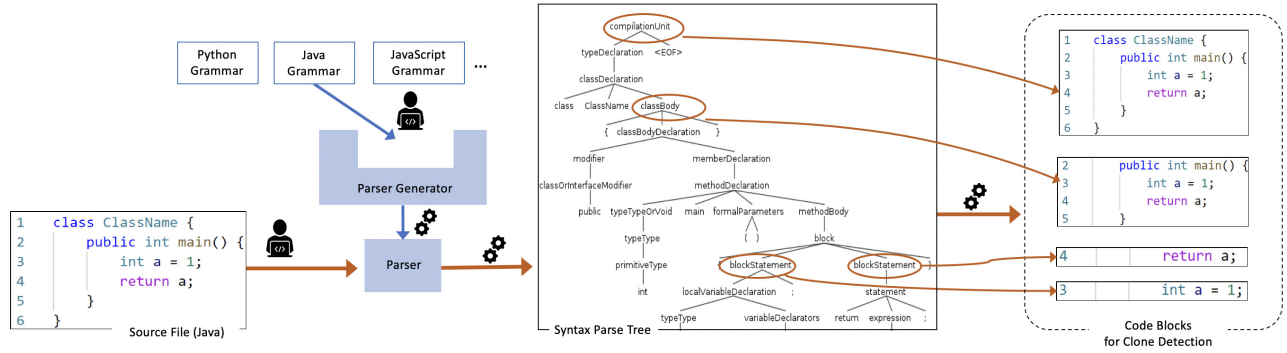 Python
Grammar
Java
Grammar
JavaScript
Grammar
...
Parser Generator
Parser
1 class ClassName {
2 public int main() {
3 int a = 1;
4 return a;
5 }
6 }
Source File (Java)
compilationUnit
typeDeclaration <EOF>
classDeclaration
class ClassName classBody
{ classBodyDeclaration }
modifier memberDeclaration
classOrInterfaceModifier methodDeclaration
public typeTypeOrVoid main formalParameters methodBody
typeType ( ) block
primitiveType blockStatement blockStatement }
int localVariableDeclaration ; statement
typeType variableDeclarators return expression ;
Syntax Parse Tree
1 class ClassName {
2 public int main() {
3 int a = 1;
4 return a;
5 }
6 }
2 public int main() {
3 int a = 1;
4 return a;
5 }
4 return a;
3 int a = 1;
Code Blocks
for Clone Detection